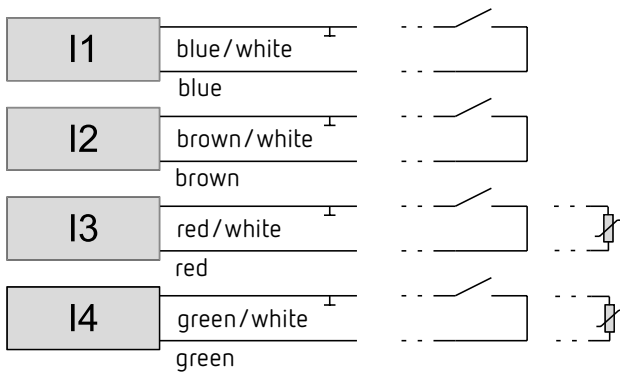 I1
blue/white
blue
I2
brown/white
brown
I3
red/white
red
I4
green/white
green